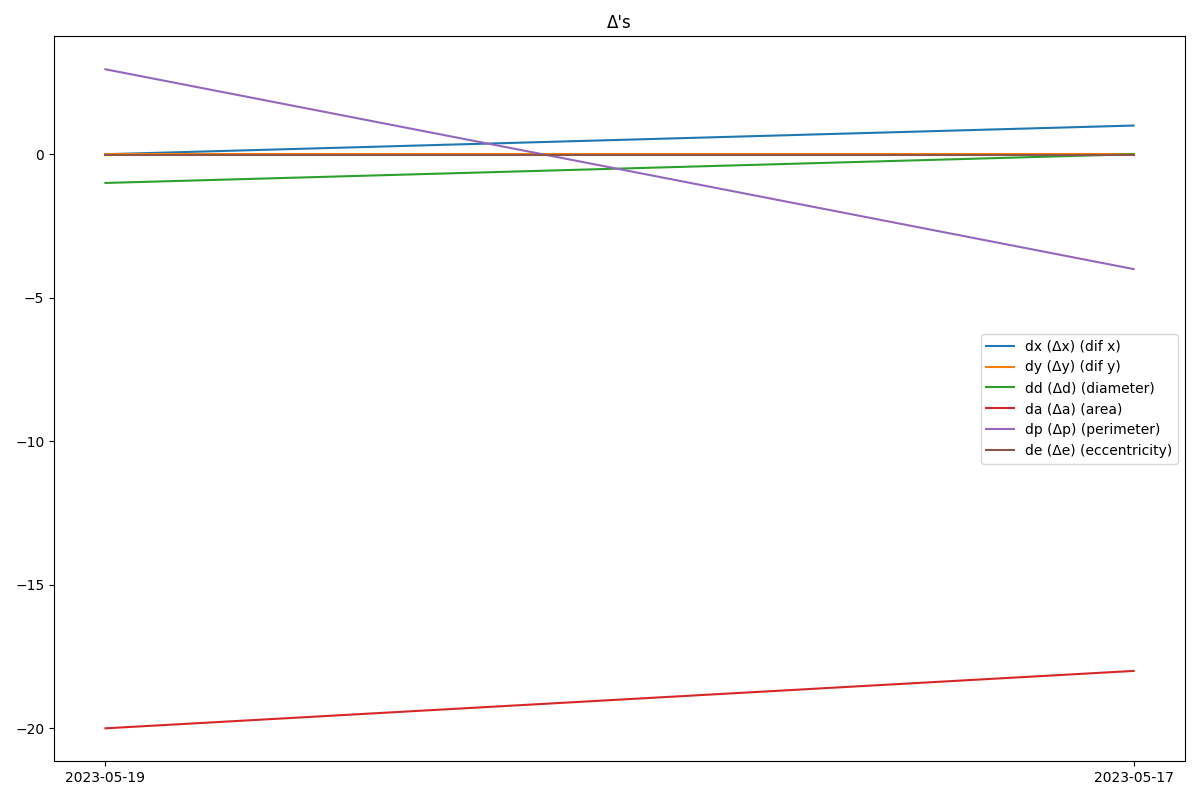 Δ's
0
−5
−10
−15
−20
dx (Δx) (dif x)
dy (Δy) (dif y)
dd (Δd) (diameter)
da (Δa) (area)
dp (Δp) (perimeter)
de (Δe) (eccentricity)
2023-05-19
2023-05-17